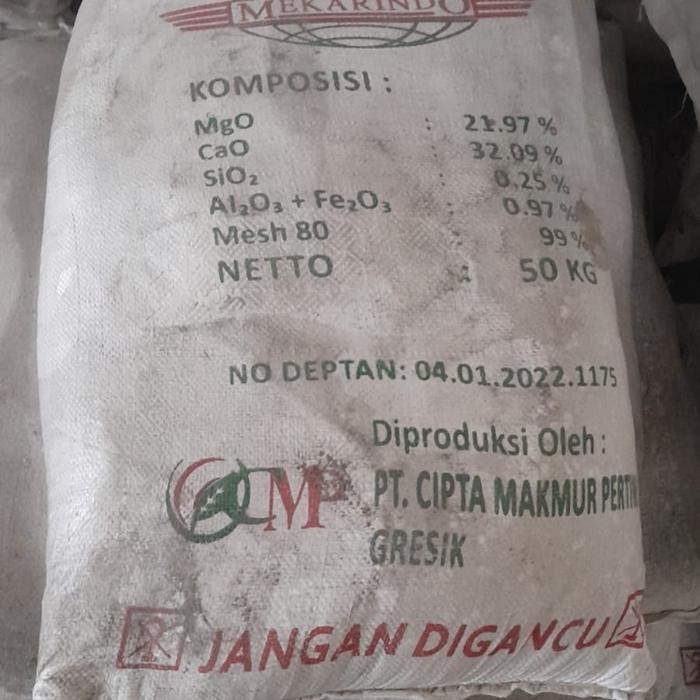 MEKARINDO
KOMPOSISI :
MgO : 21.97 %
CaO 32.09 %
SiO₂ : 0.25 %
Al₂O₃ + Fe₂O₃ : 0.97 %
Mesh 80 : 99 %
NETTO : 50 KG
NO DEPTAN: 04.01.2022.1175
Diproduksi Oleh :
CMP PT. CIPTA MAKMUR
GRESIK
JANGAN DIGANCU